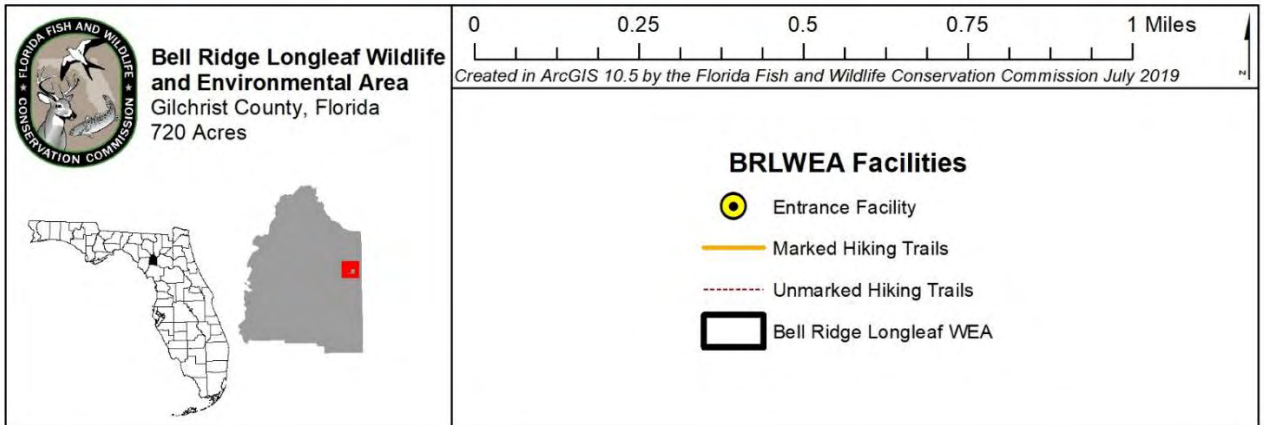 FLORIDA FISH AND WILDLIFE
CONSERVATION COMMISSION
Bell Ridge Longleaf Wildlife
and Environmental Area
Gilchrist County, Florida
720 Acres
0 0.25 0.5 0.75 1 Miles
Created in ArcGIS 10.5 by the Florida Fish and Wildlife Conservation Commission July 2019
z
BRLWEA Facilities
Entrance Facility
Marked Hiking Trails
Unmarked Hiking Trails
Bell Ridge Longleaf WEA